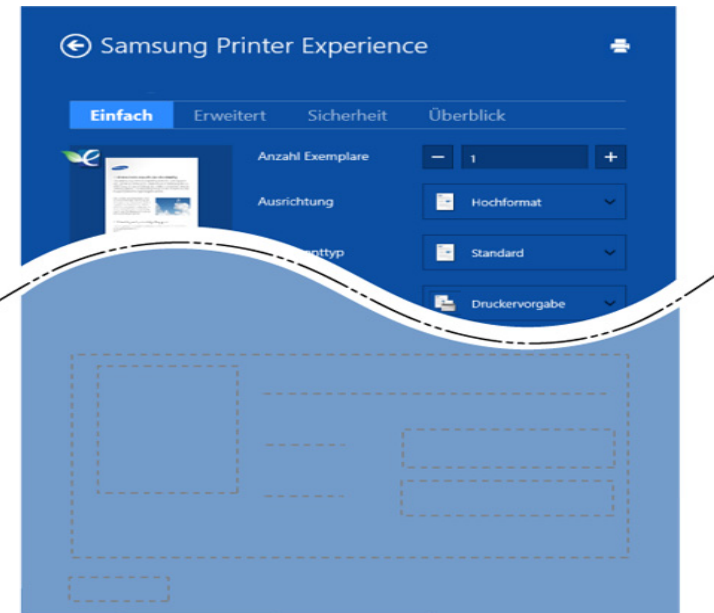 Samsung Printer Experience
Einfach Erweitert Sicherheit Überblick
Anzahl Exemplare 1
Ausrichtung Hochformat
Standard
Druckervorgabe